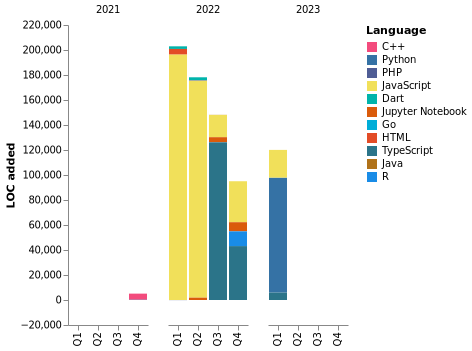 2021 2022 2023
LOC added
220,000
200,000
180,000
160,000
140,000
120,000
100,000
80,000
60,000
40,000
20,000
0
−20,000
Q1 Q2 Q3 Q4 Q1 Q2 Q3 Q4 Q1 Q2 Q3 Q4
Language
C++
Python
PHP
JavaScript
Dart
Jupyter Notebook
Go
HTML
TypeScript
Java
R